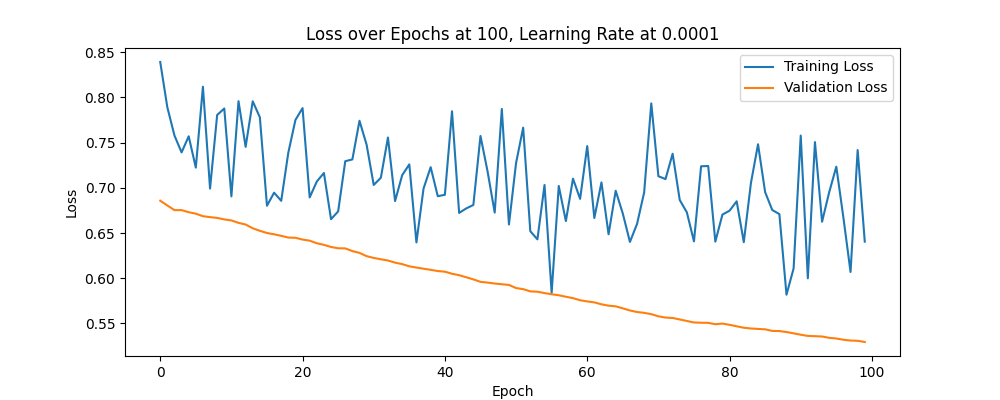 Loss over Epochs at 100, Learning Rate at 0.0001
Training Loss
Validation Loss
Loss
0.85
0.80
0.75
0.70
0.65
0.60
0.55
0 20 40 60 80 100
Epoch